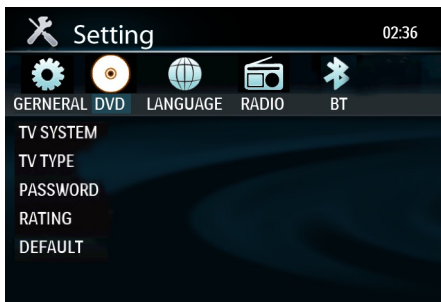 Setting 02:36
GERNERAL DVD LANGUAGE RADIO BT
TV SYSTEM
TV TYPE
PASSWORD
RATING
DEFAULT